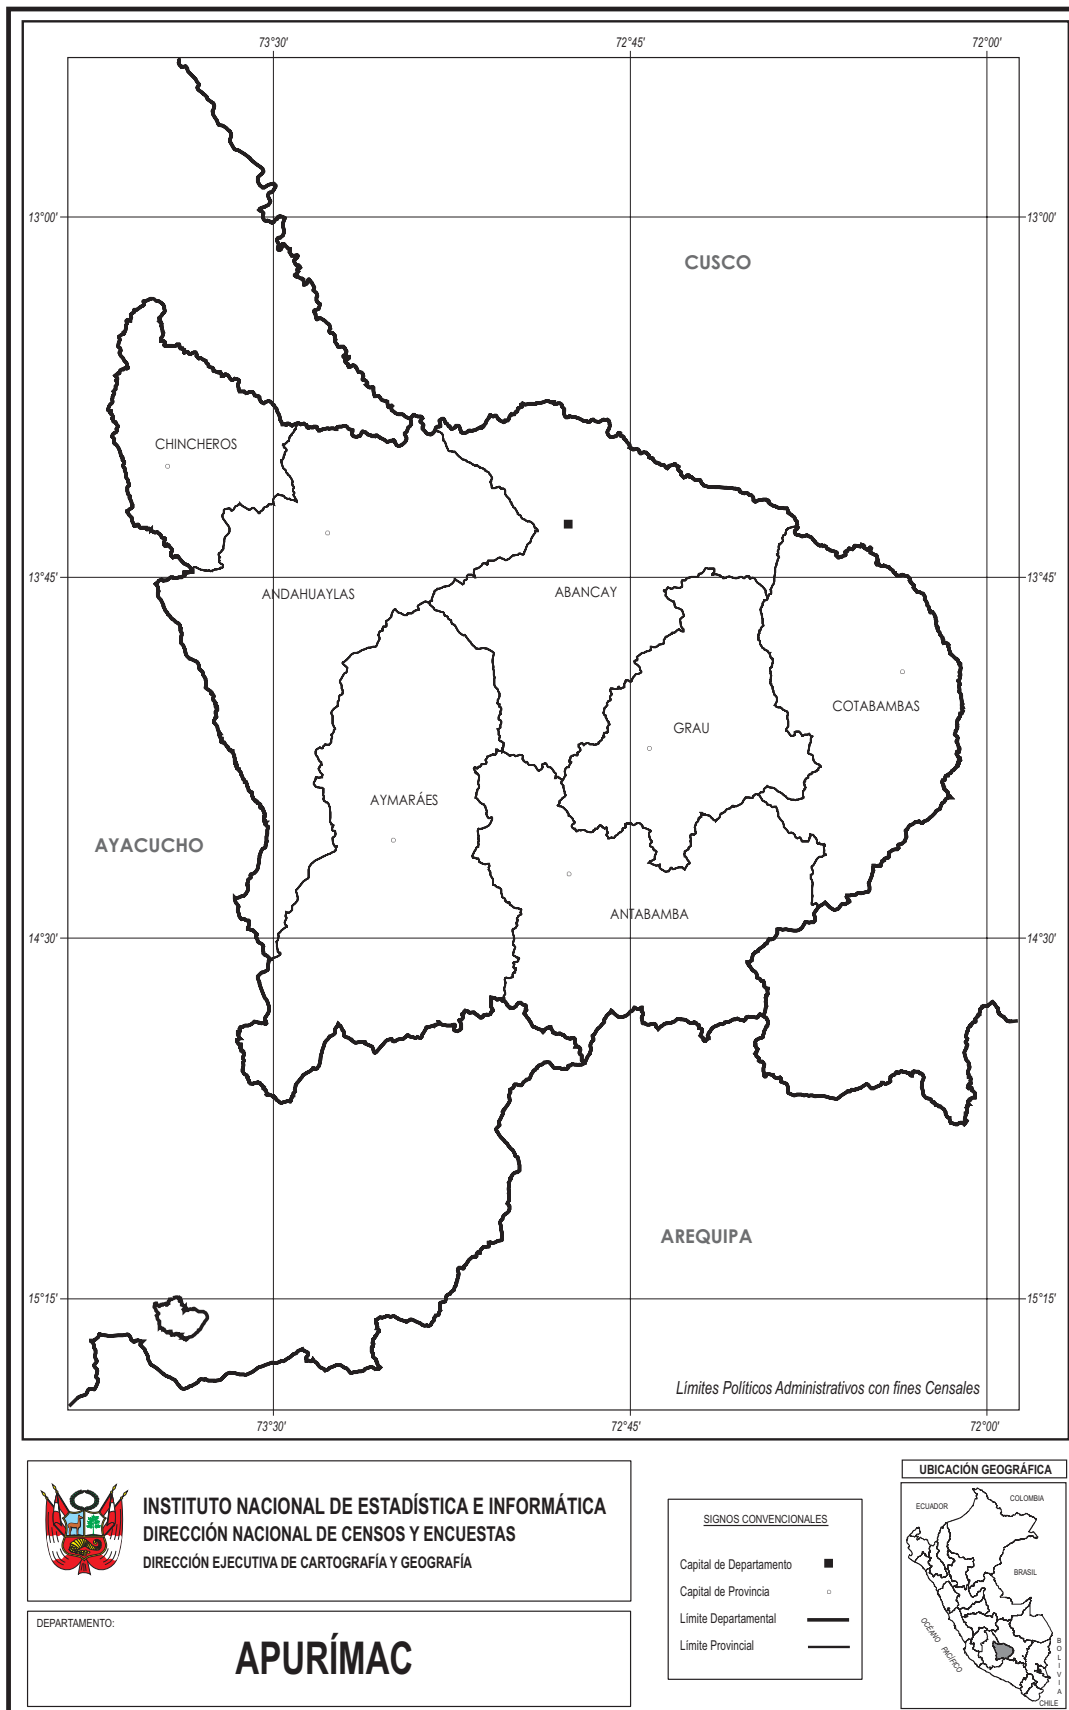 73°30'
72°45'
72°00'
13°00'
13°00'
CUSCO
CHINCHEROS
13°45'
13°45'
ANDAHUAYLAS
ABANCAY
COTABAMBAS
GRAU
AYMARÁES
AYACUCHO
ANTABAMBA
14°30'
14°30'
AREQUIPA
15°15'
15°15'
Límites Políticos Administrativos con fines Censales
73°30'
72°45'
72°00'
INSTITUTO NACIONAL DE ESTADÍSTICA E INFORMÁTICA
DIRECCIÓN NACIONAL DE CENSOS Y ENCUESTAS
DIRECCIÓN EJECUTIVA DE CARTOGRAFÍA Y GEOGRAFÍA
DEPARTAMENTO:
APURÍMAC
SIGNOS CONVENCIONALES
Capital de Departamento
Capital de Provincia
Límite Departamental
Límite Provincial
UBICACIÓN GEOGRÁFICA
ECUADOR
COLOMBIA
BRASIL
OCÉANO PACÍFICO
BOLIVIA
CHILE